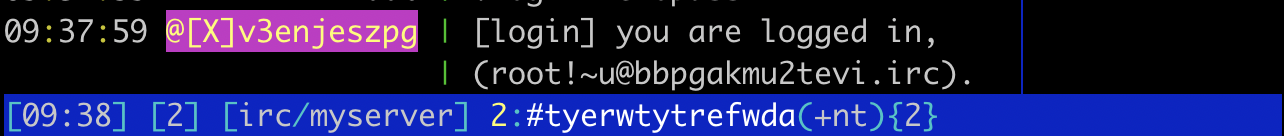 09:37:59 @[X]v3enjeszpg | [login] you are logged in,
| (root!~u@bbpgakmu2tevi.irc).
[09:38] [2] [irc/myserver] 2:#tyerwtytrefwda(+nt){2}